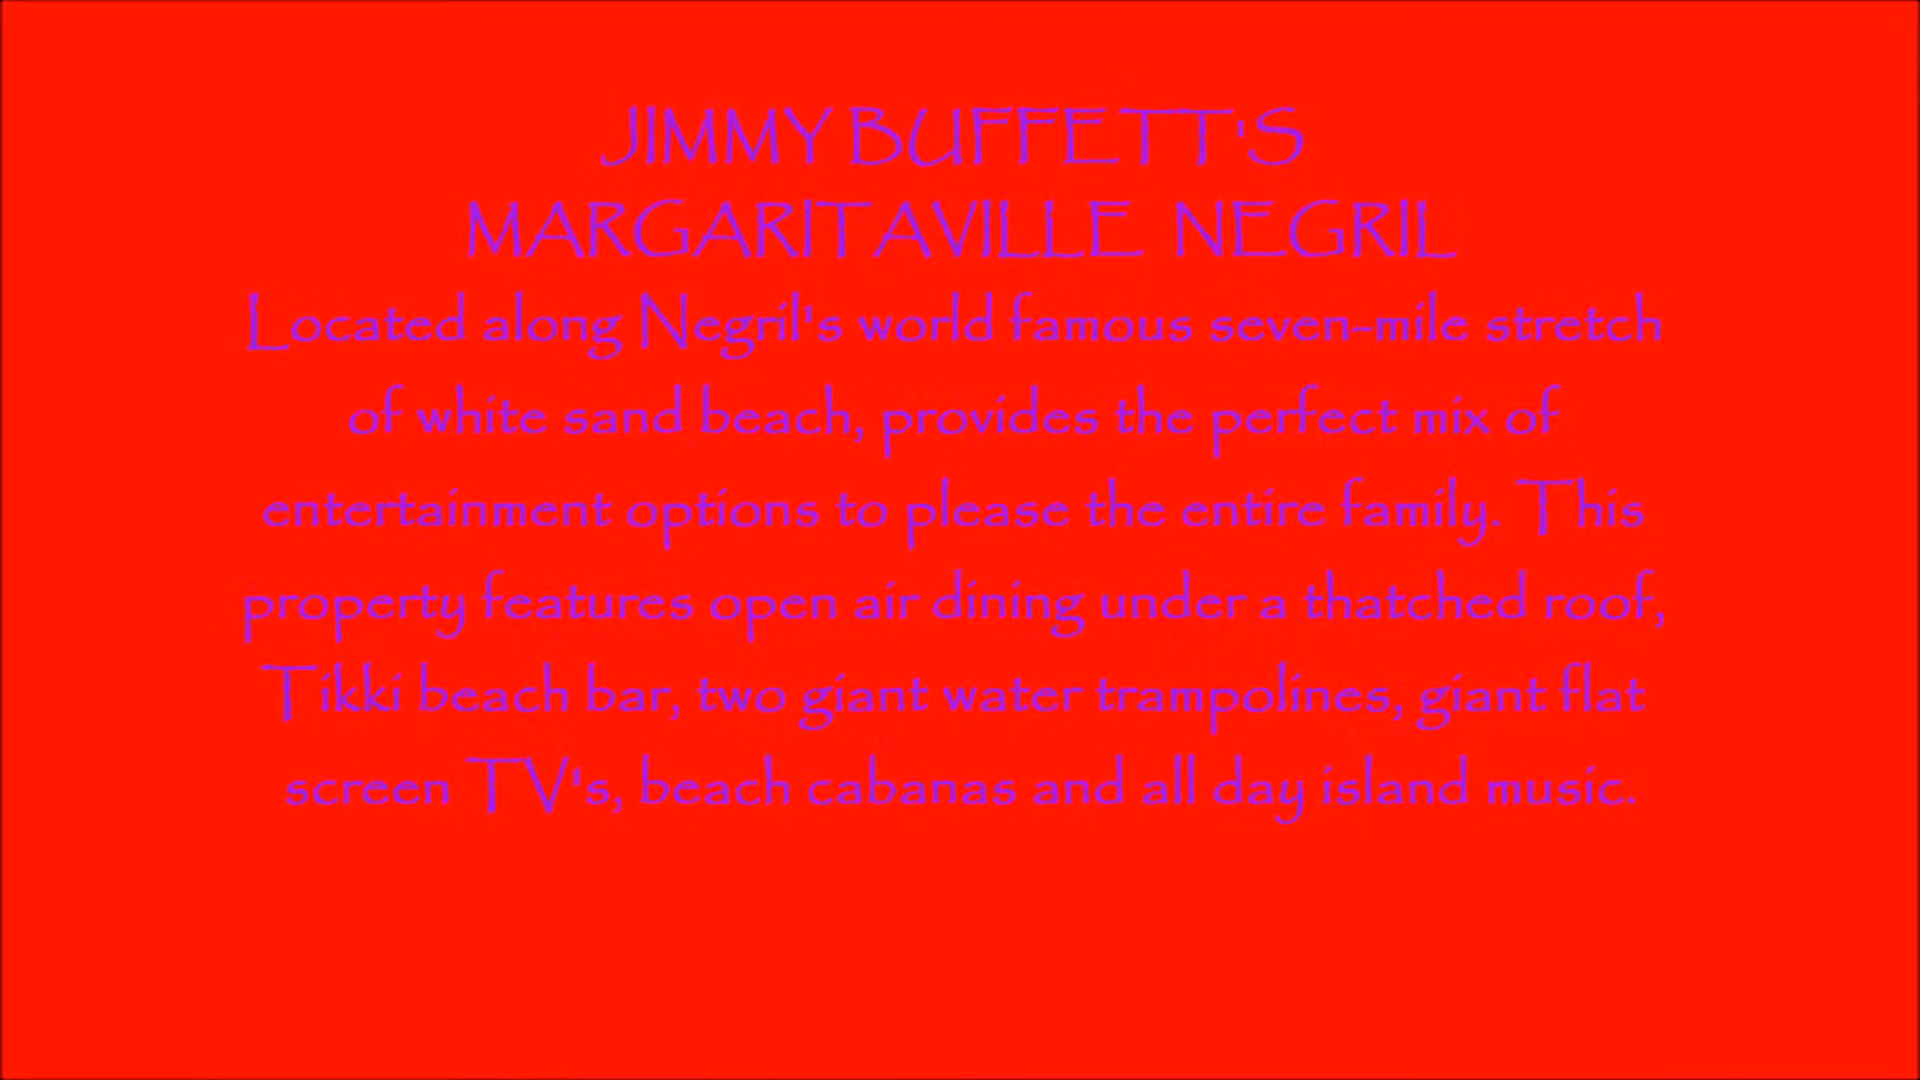 JIMMY BUFFETT'S
MARGARITAVILLE NEGRIL
Located along Negril's world famous seven-mile stretch
of white sand beach, provides the perfect mix of
entertainment options to please the entire family. This
property features open air dining under a thatched roof,
Tikki beach bar, two giant water trampolines, giant flat
screen TV's, beach cabanas and all day island music.